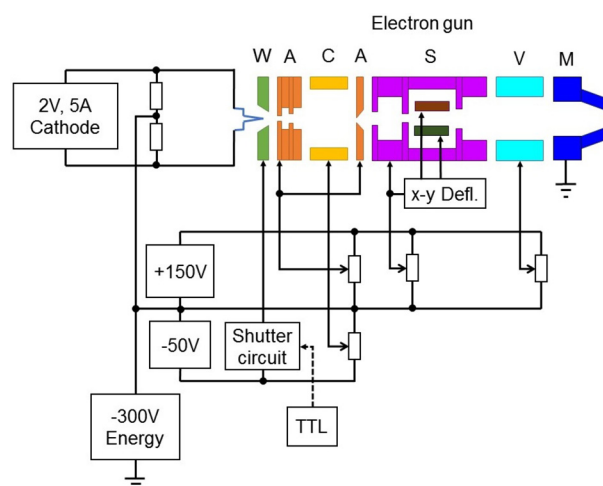 Electron gun
W A C A S V M
2V, 5A
Cathode
x-y Defl.
+150V
-50V
Shutter
circuit
-300V
Energy
TTL